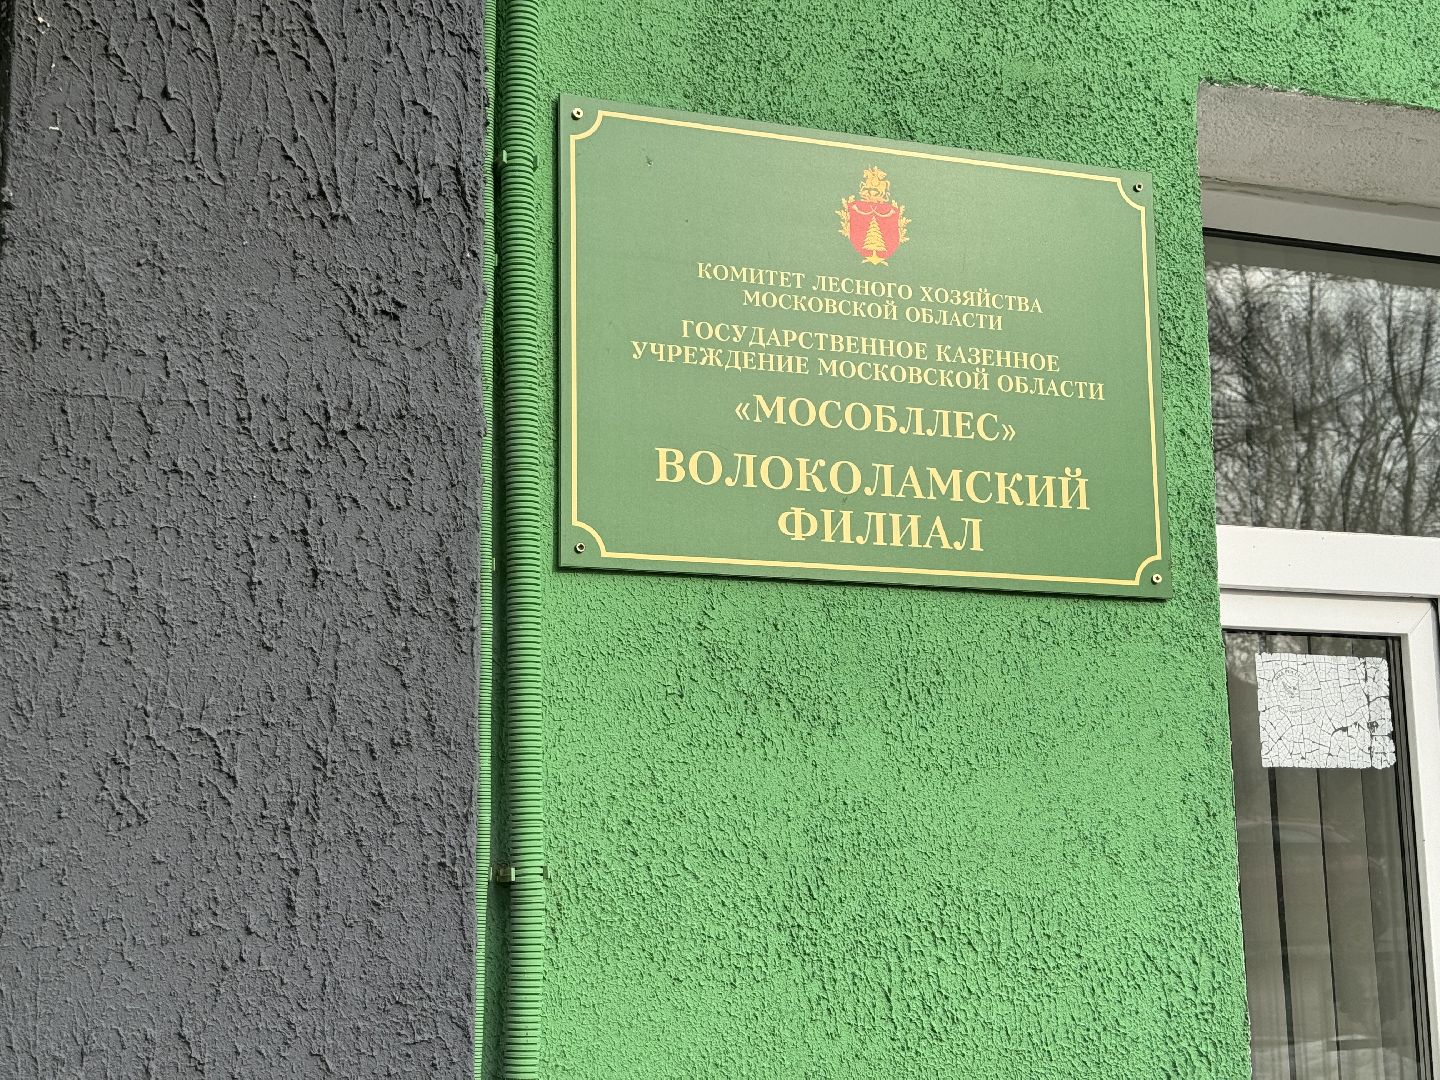 КОМИТЕТ ЛЕСНОГО ХОЗЯЙСТВА
МОСКОВСКОЙ ОБЛАСТИ
ГОСУДАРСТВЕННОЕ КАЗЕННОЕ
УЧРЕЖДЕНИЕ МОСКОВСКОЙ ОБЛАСТИ
«МОСОБЛЛЕС»
ВОЛОКОЛАМСКИЙ
ФИЛИАЛ